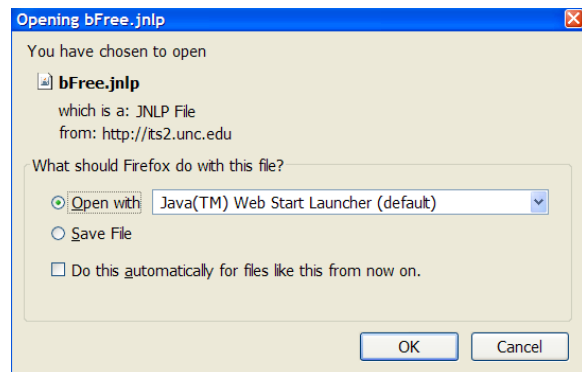 Opening bFree.jnlp
You have chosen to open
bFree.jnlp
which is a: JNLP File
from: http://its2.unc.edu
What should Firefox do with this file?
Open with Java(TM) Web Start Launcher (default)
Save File
Do this automatically for files like this from now on.
OK Cancel